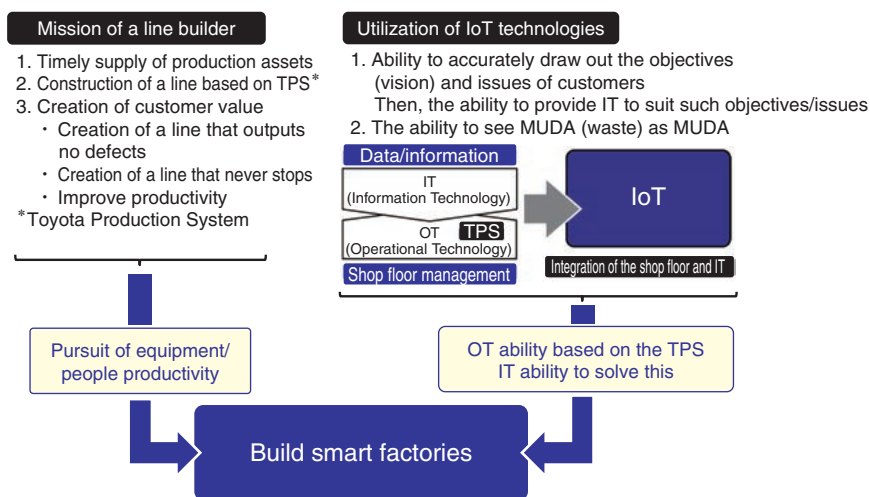 Mission of a line builder
1. Timely supply of production assets
2. Construction of a line based on TPS*
3. Creation of customer value
・ Creation of a line that outputs
no defects
・ Creation of a line that never stops
・ Improve productivity
*Toyota Production System
Utilization of IoT technologies
1. Ability to accurately draw out the objectives
(vision) and issues of customers
Then, the ability to provide IT to suit such objectives/issues
2. The ability to see MUDA (waste) as MUDA
Data/information
IT
(Information Technology)
OT TPS
(Operational Technology)
Shop floor management
IoT
Integration of the shop floor and IT
Pursuit of equipment/
people productivity
OT ability based on the TPS
IT ability to solve this
Build smart factories